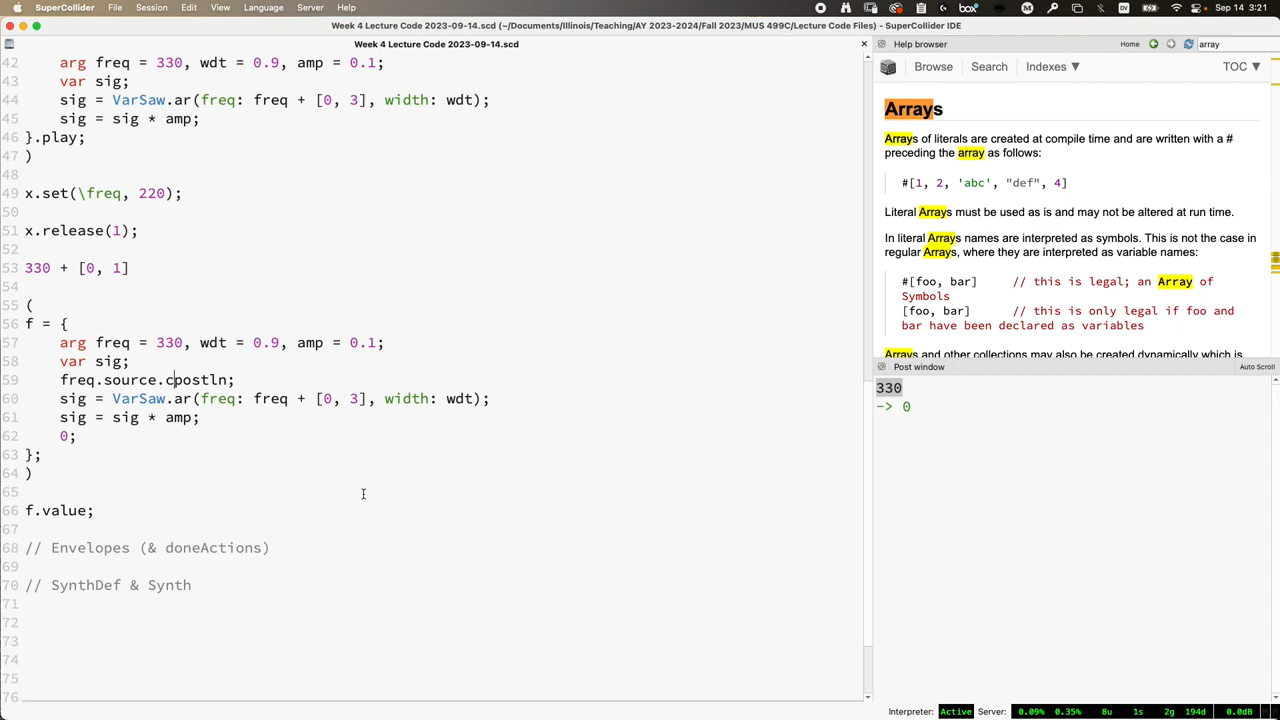 SuperCollider File Edit View Language Session Help Sep 14 3:21
Week 4 Lecture Code 2023-09-14.scd (~/Documents/Illinois/Teaching/AY 2023-2024/Fall 2023/MUS 499C/Lecture Code Files) - SuperCollider IDE
Week 4 Lecture Code 2023-09-14.scd
42 arg freq = 330, wdt = 0.9, amp = 0.1;
43 var sig;
44 sig = VarSaw.ar(freq: freq + [0, 3], width: wdt);
45 sig = sig * amp;
46 }.play;
47 )
48
49 x.set(\freq, 220);
50
51 x.release(1);
52
53 330 + [0, 1]
54
55 (
56 f = {
57 arg freq = 330, wdt = 0.9, amp = 0.1;
58 var sig;
59 freq.source.cpostln;
60 sig = VarSaw.ar(freq: freq + [0, 3], width: wdt);
61 sig = sig * amp;
62 0;
63 };
64 )
65
66 f.value;
67
68 // Envelopes (& doneActions)
69
70 // SynthDef & Synth
71
72
73
74
75
76
Help browser Home array
Browse Search Indexes ▼ TOC ▼
Arrays
Arrays of literals are created at compile time and are written with a #
preceding the array as follows:
#[1, 2, 'abc', "def", 4]
Literal Arrays must be used as is and may not be altered at run time.
In literal Arrays names are interpreted as symbols. This is not the case in
regular Arrays, where they are interpreted as variable names:
#[foo, bar] // this is legal; an Array of
Symbols
[foo, bar] // this is only legal if foo and
bar have been declared as variables
Arrays and other collections may also be created dynamically which is
Post window Auto Scroll
330
-> 0
Interpreter: Active Server: 0.09% 0.35% 8u 1s 2g 194d 0.0dB